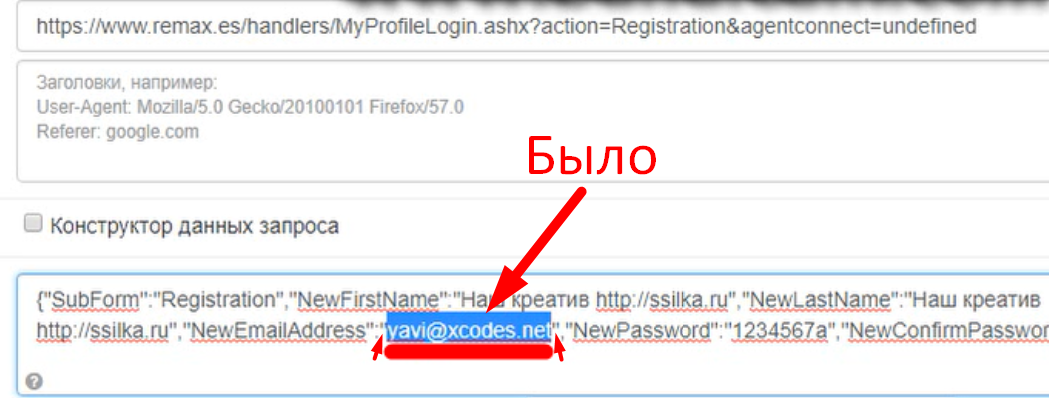 https://www.remax.es/handlers/MyProfileLogin.ashx?action=Registration&agentconnect=undefined
Заголовки, например:
User-Agent: Mozilla/5.0 Gecko/20100101 Firefox/57.0
Referer: google.com
Было
Конструктор данных запроса
{"SubForm":"Registration","NewFirstName":"Наш креатив http://ssilka.ru","NewLastName":"Наш креатив
http://ssilka.ru","NewEmailAddress":"yavi@xcodes.net","NewPassword":"1234567a","NewConfirmPasswor
?